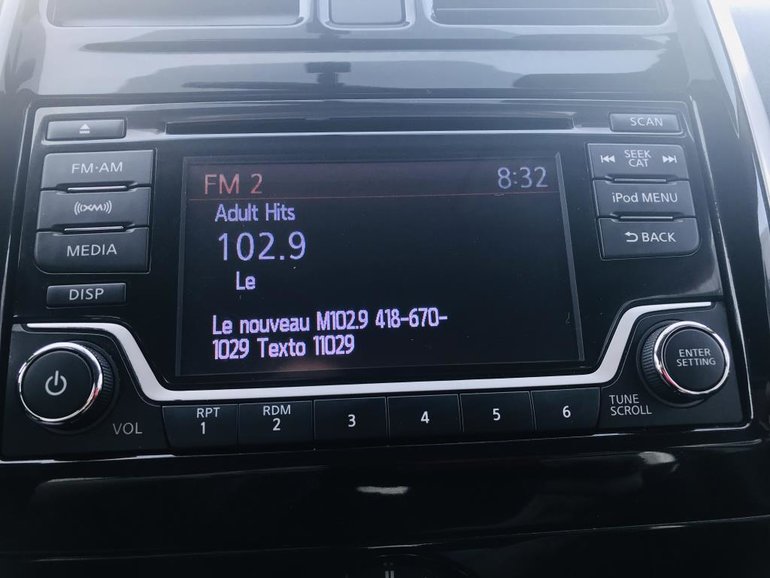 SCAN
FM·AM
SEEK
CAT
((XM))
iPod MENU
MEDIA
BACK
DISP
FM 2 8:32
Adult Hits
102.9
Le
Le nouveau M102.9 418-670-
1029 Texto 11029
ENTER
SETTING
VOL
RPT
1
RDM
2
3
4
5
6
TUNE
SCROLL